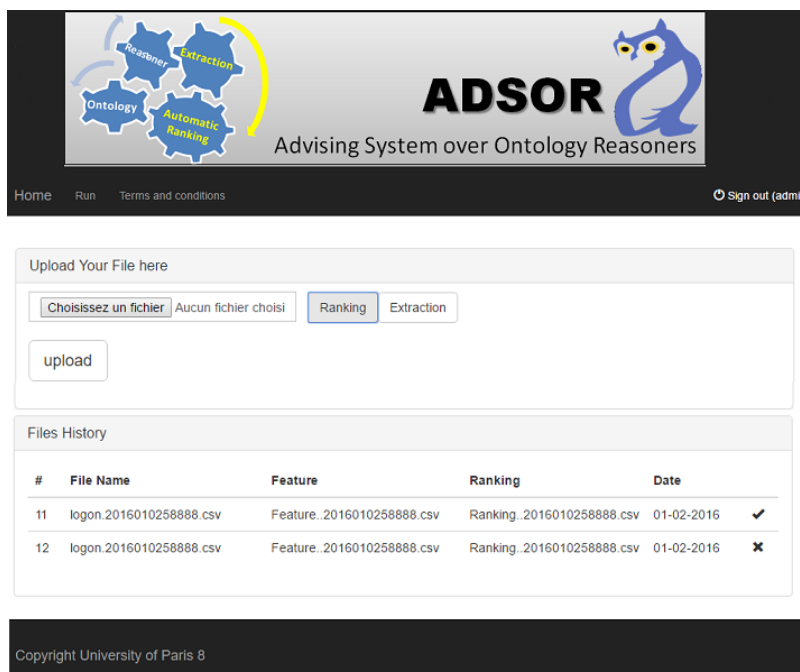 Reasoner
Extraction
Ontology
Automatic
Ranking
ADSOR
Advising System over Ontology Reasoners
Home Run Terms and conditions Sign out (admi
Upload Your File here
Choisissez un fichier Aucun fichier choisi Ranking Extraction
upload
Files History
# File Name Feature Ranking Date
11 logon.2016010258888.csv Feature..2016010258888.csv Ranking..2016010258888.csv 01-02-2016 ✔
12 logon.2016010258888.csv Feature..2016010258888.csv Ranking..2016010258888.csv 01-02-2016 ✖
Copyright University of Paris 8